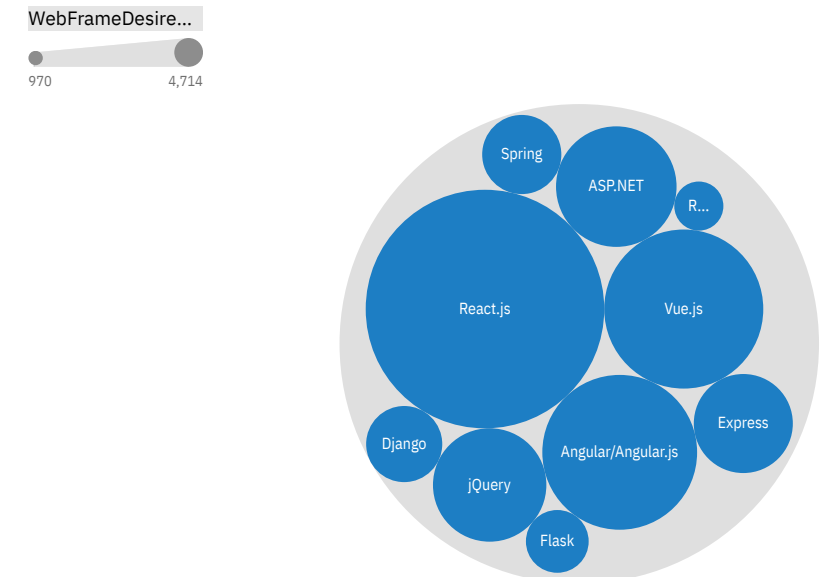 WebFrameDesire...
970 4,714
Spring
ASP.NET
R...
React.js
Vue.js
Express
Django
Angular/Angular.js
jQuery
Flask